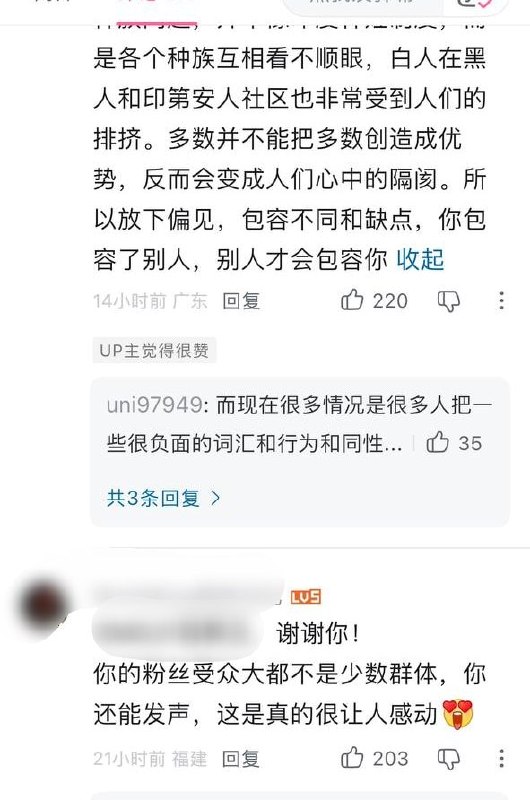 是各个种族互相看不顺眼，白人在黑
人和印第安人社区也非常受到人们的
排挤。多数并不能把多数创造成优
势，反而会变成人们心中的隔阂。所
以放下偏见，包容不同和缺点，你包
容了别人，别人才会包容你 收起
14小时前 广东 回复 220
UP主觉得很赞
uni97949: 而现在很多情况是很多人把一
些很负面的词汇和行为和同性... 35
共3条回复 >
LV5
谢谢你！
你的粉丝受众大都不是少数群体，你
还能发声，这是真的很让人感动
21小时前 福建 回复 203